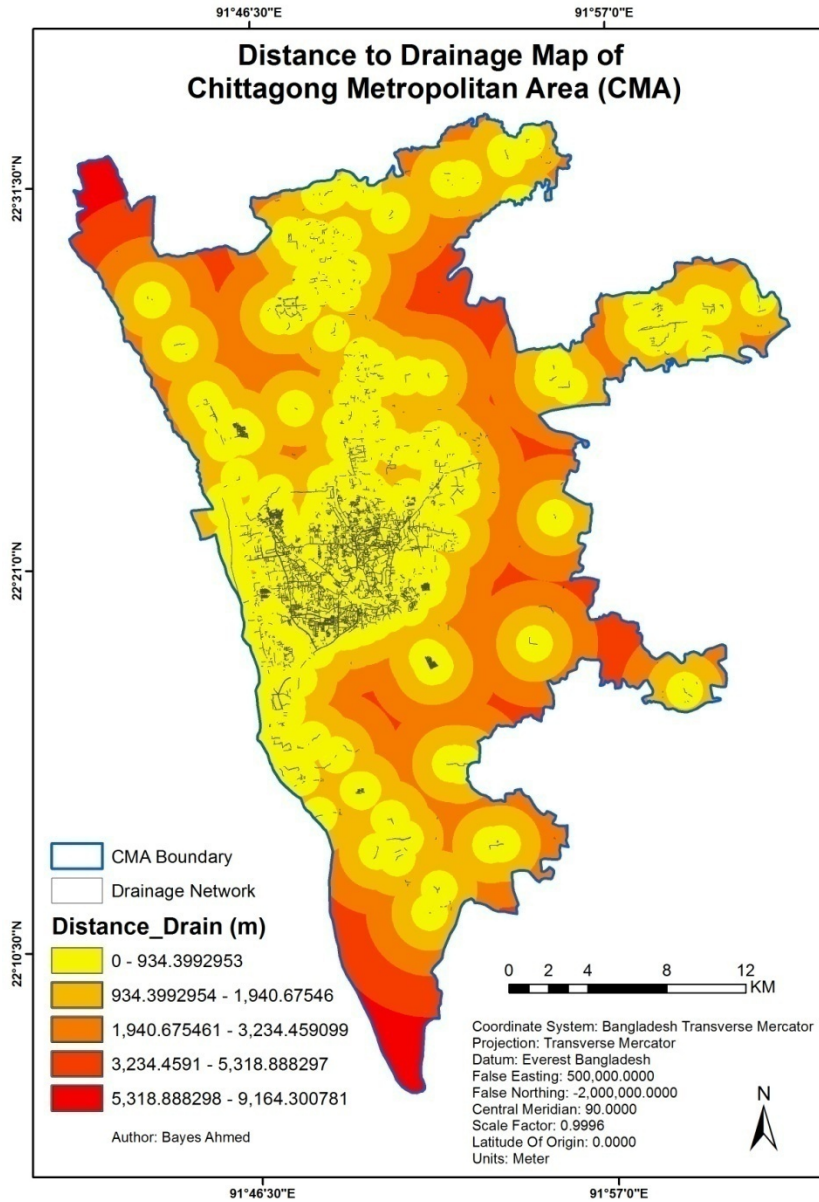 91°46'30"E
91°57'0"E
Distance to Drainage Map of
Chittagong Metropolitan Area (CMA)
22°31'30"N
22°21'0"N
22°10'30"N
CMA Boundary
Drainage Network
Distance_Drain (m)
0 - 934.3992953
934.3992954 - 1,940.67546
1,940.675461 - 3,234.459099
3,234.4591 - 5,318.888297
5,318.888298 - 9,164.300781
Author: Bayes Ahmed
0 2 4 8 12
KM
Coordinate System: Bangladesh Transverse Mercator
Projection: Transverse Mercator
Datum: Everest Bangladesh
False Easting: 500,000.0000
False Northing: -2,000,000.0000
Central Meridian: 90.0000
Scale Factor: 0.9996
Latitude Of Origin: 0.0000
Units: Meter
N
91°46'30"E
91°57'0"E